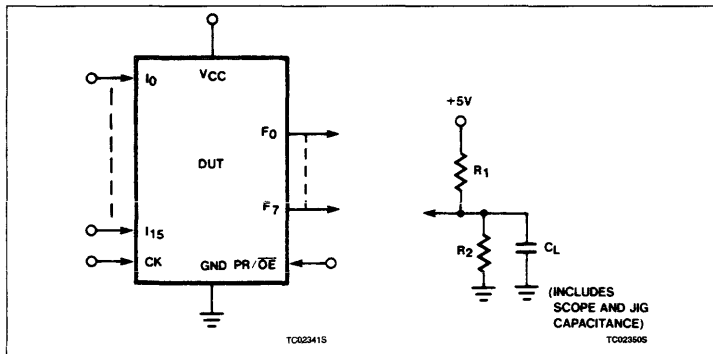 VCC
I0
F0
DUT
F7
I15
CK
GND PR/O̅E̅
TC02341S
+5V
R1
R2
CL
(INCLUDES
SCOPE AND JIG
CAPACITANCE)
TC02350S